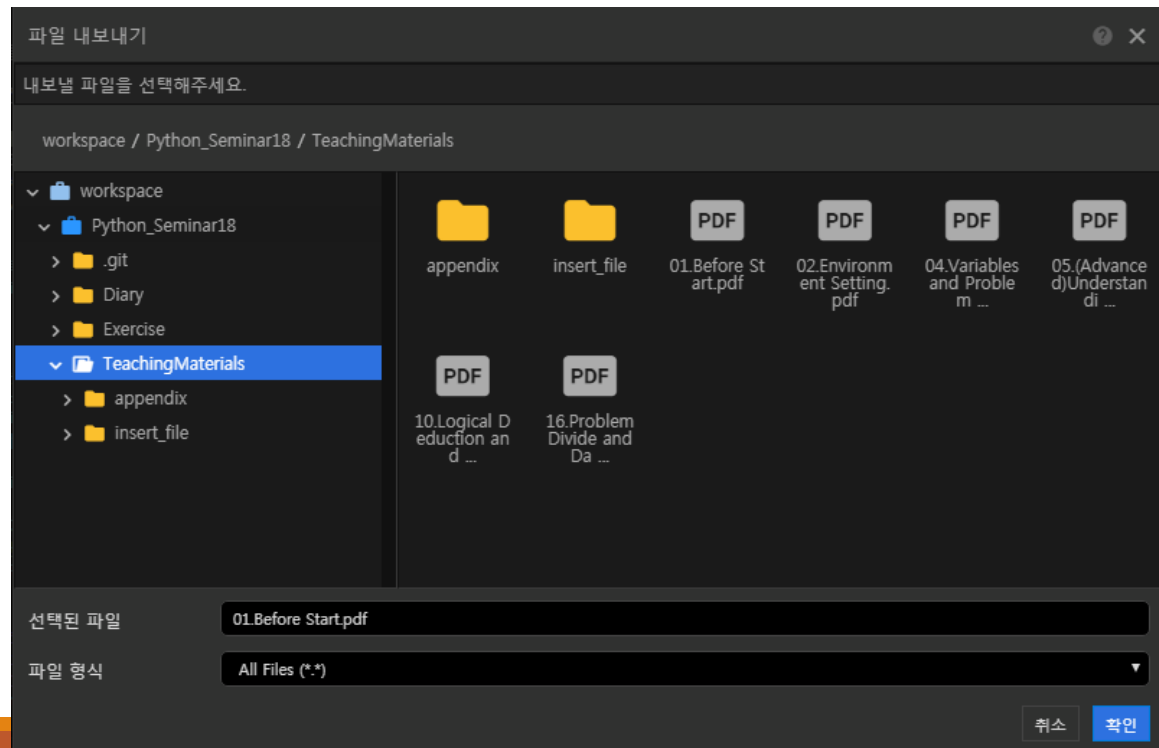 파일 내보내기
내보낼 파일을 선택해주세요.
workspace / Python_Seminar18 / TeachingMaterials
workspace
Python_Seminar18
.git
Diary
Exercise
TeachingMaterials
appendix
insert_file
appendix
insert_file
PDF
01.Before St
art.pdf
PDF
02.Environm
ent Setting.
pdf
PDF
04.Variables
and Proble
m ...
PDF
05.(Advance
d)Understan
di ...
PDF
10.Logical D
eduction an
d ...
PDF
16.Problem
Divide and
Da ...
선택된 파일
01.Before Start.pdf
파일 형식
All Files (*.*)
취소
확인